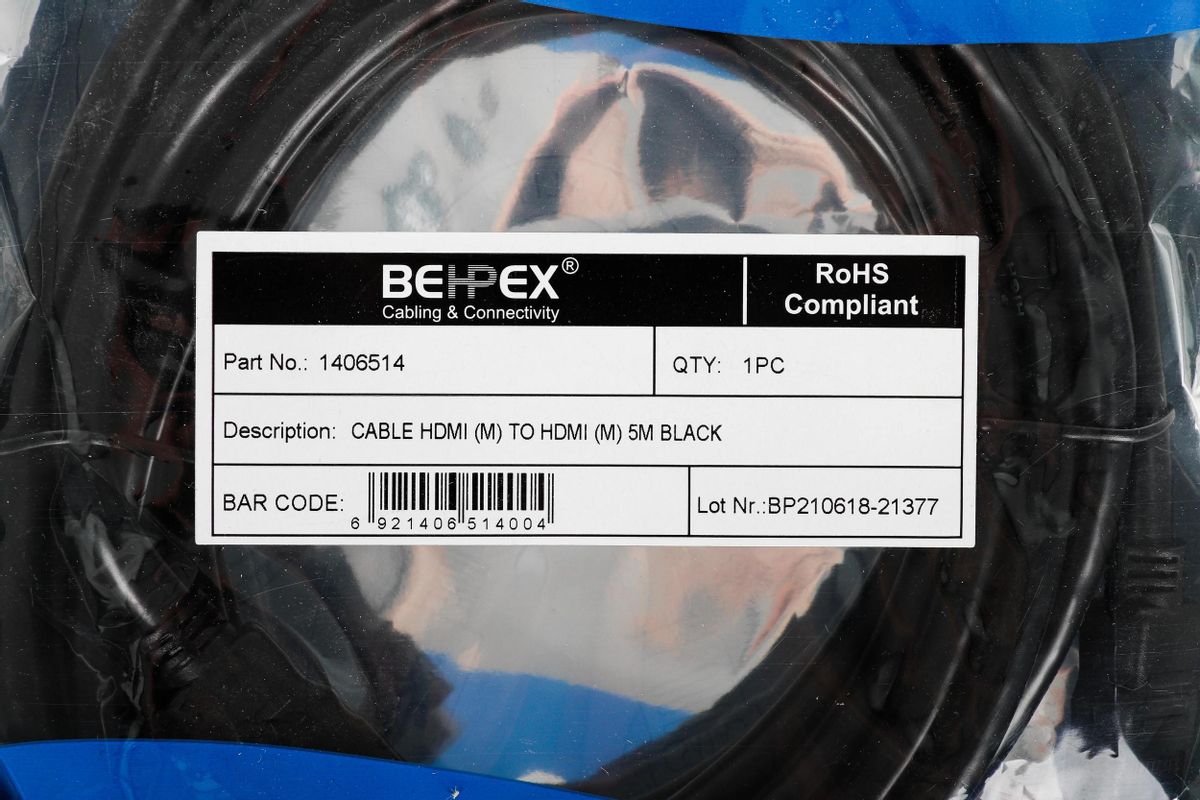 BEHPEX®
Cabling & Connectivity
RoHS
Compliant
Part No.: 1406514
QTY: 1PC
Description: CABLE HDMI (M) TO HDMI (M) 5M BLACK
BAR CODE:
6 921406 514004
Lot Nr.:BP210618-21377